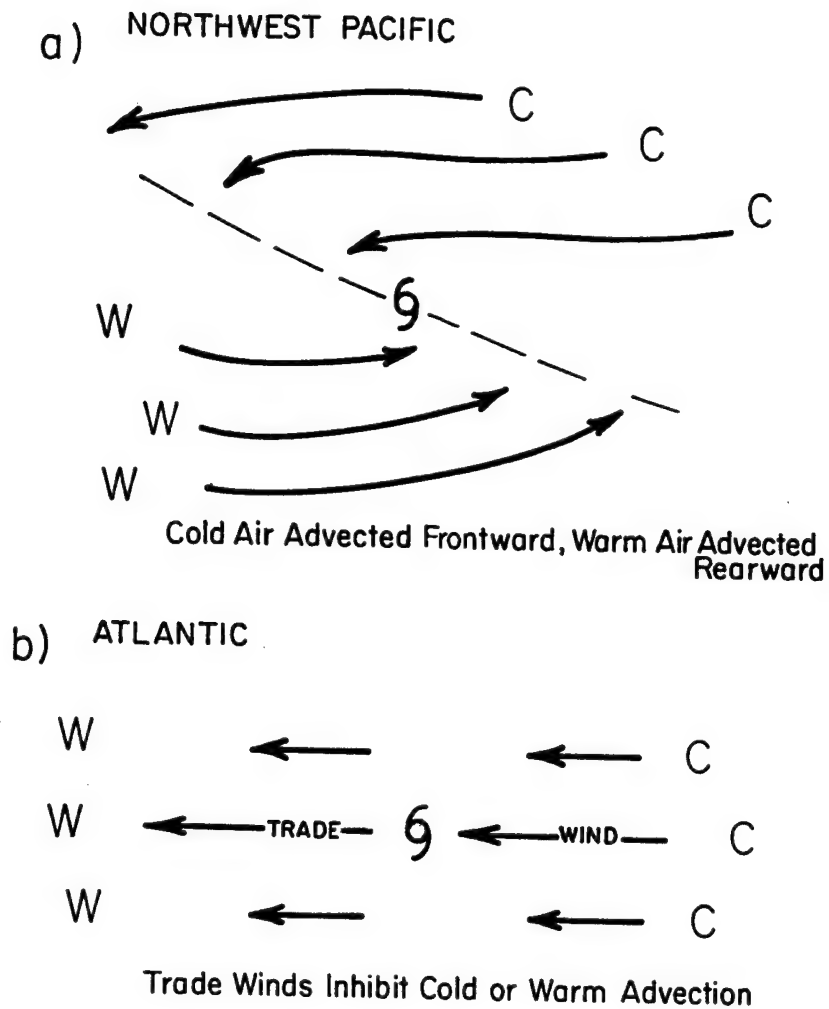 a) NORTHWEST PACIFIC
C
C
C
W
W
W
Cold Air Advected Frontward, Warm Air Advected
Rearward
b) ATLANTIC
W C
W TRADE WIND C
W C
Trade Winds Inhibit Cold or Warm Advection